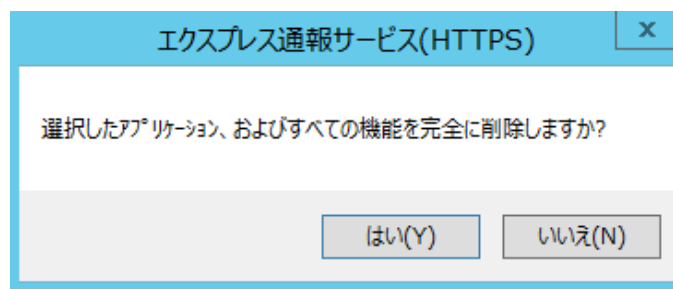 エクスプレス通報サービス(HTTPS)
x
選択したｱﾌﾟﾘｹｰｼｮﾝ、およびすべての機能を完全に削除しますか?
はい(Y)
いいえ(N)